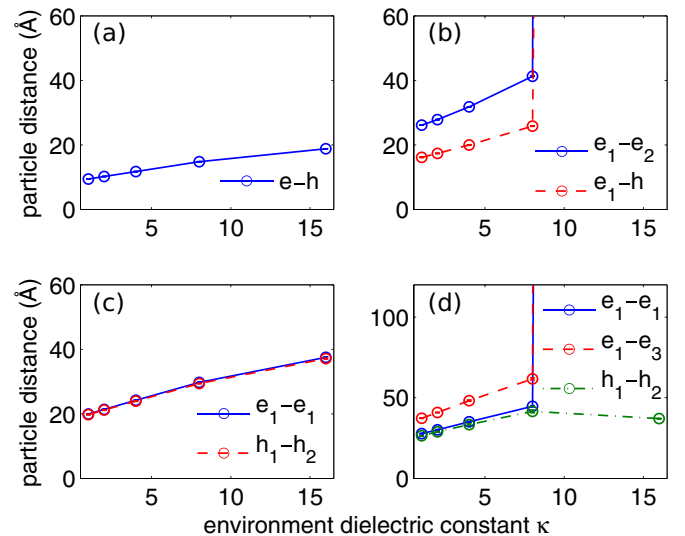 (a)
particle distance (Å)
60
40
20
0
5
10
15
e–h
(b)
60
40
20
0
5
10
15
e₁–e₂
e₁–h
(c)
particle distance (Å)
60
40
20
0
5
10
15
e₁–e₁
h₁–h₂
(d)
100
50
0
5
10
15
e₁–e₁
e₁–e₃
h₁–h₂
environment dielectric constant κ